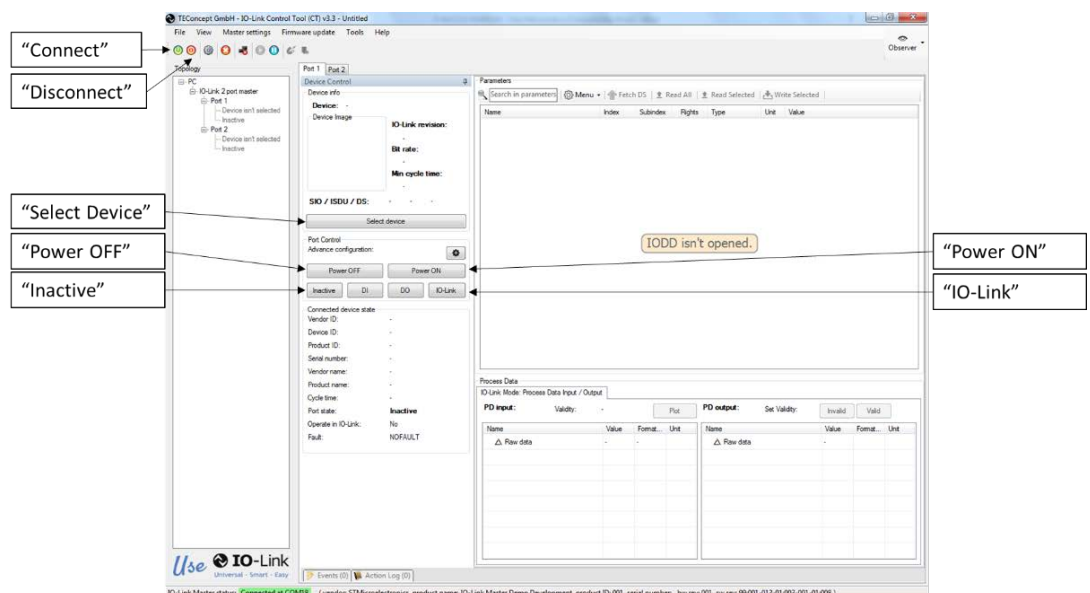 TEConcept GmbH - IO-Link Control Tool (CT) v3.3 - Untitled
File View Master settings Firmware update Tools Help
Observer
"Connect"
"Disconnect"
"Select Device"
"Power OFF"
"Inactive"
"Power ON"
"IO-Link"
Topology
PC
IO-Link 2 port master
Port 1
Device isn't selected
Inactive
Port 2
Device isn't selected
Inactive
Port 1 Port 2
Device Control
Device info
Device: -
Device Image
IO-Link revision:
-
Bit rate:
-
Min cycle time:
-
SIO / ISDU / DS: - - -
Select device
Port Control
Advance configuration:
Power OFF Power ON
Inactive DI DO IO-Link
Connected device state
Vendor ID: -
Device ID: -
Product ID: -
Serial number: -
Vendor name: -
Product name: -
Cycle time: -
Port state: Inactive
Operate in IO-Link: No
Fault: NOFAULT
Parameters
Search in parameters Menu Fetch DS Read All Read Selected Write Selected
Name Index Subindex Rights Type Unit Value
IODD isn't opened.
Process Data
IO-Link Mode: Process Data Input / Output
PD input: Validity: - Plot PD output: Set Validity: Invalid Valid
Name Value Format... Unit Name Value Format... Unit
Raw data - - Raw data -
Use IO-Link
Universal - Smart - Easy
Events (0) Action Log (0)
IO-Link Master status: Connected at COM18